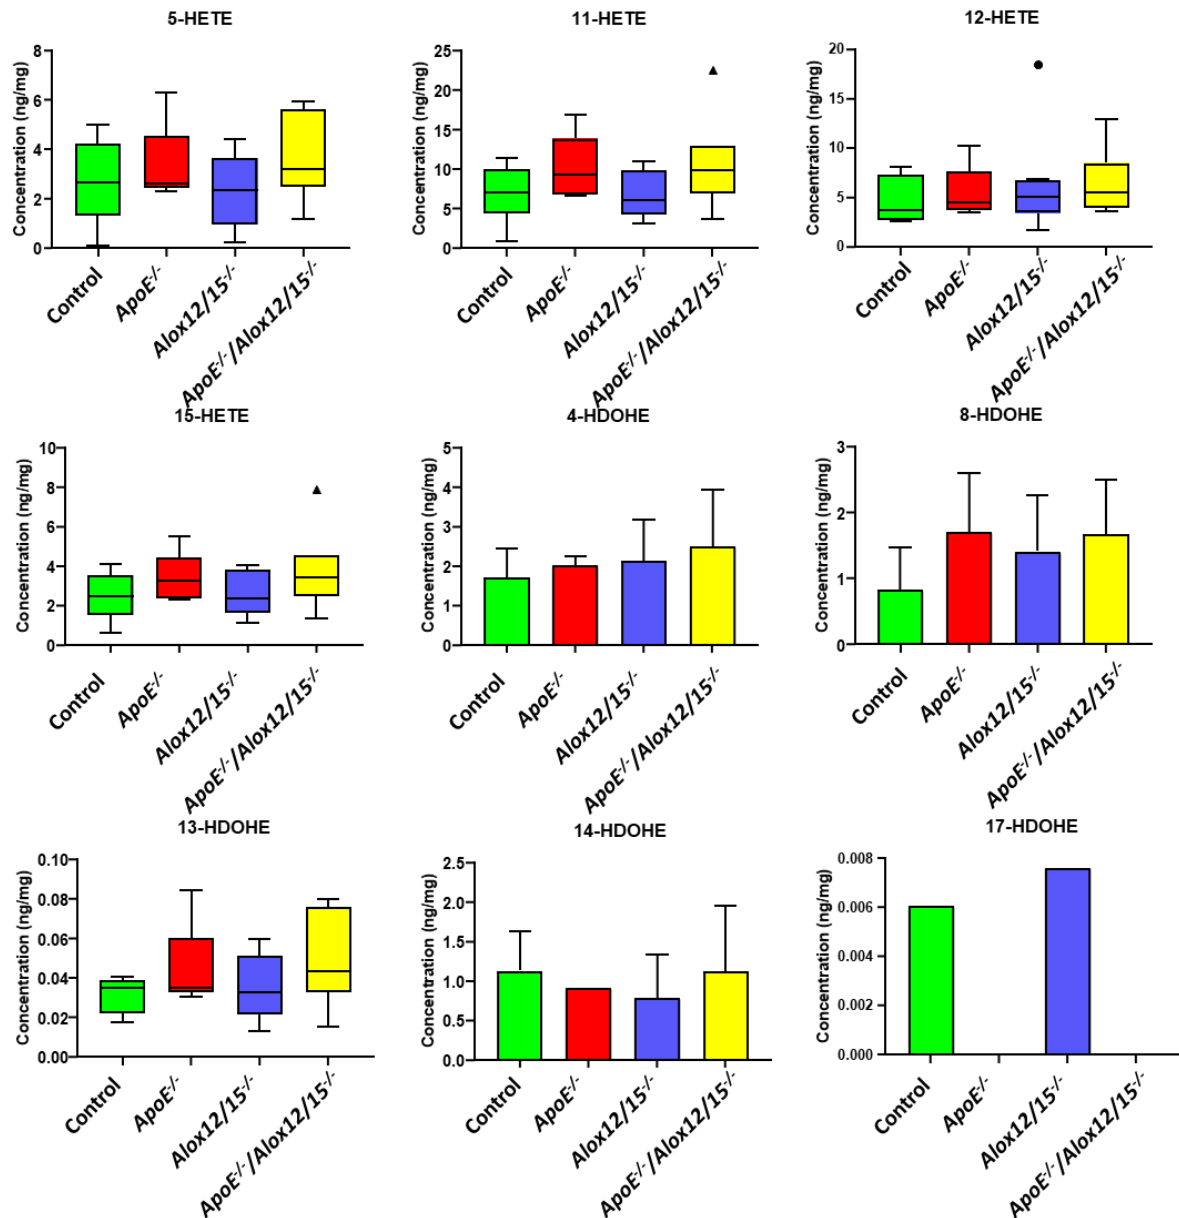 5-HETE
Concentration (ng/mg)
8
6
4
2
0
Control
ApoE-/-
Alox12/15-/-
ApoE-/-/Alox12/15-/-
11-HETE
Concentration (ng/mg)
25
20
15
10
5
0
Control
ApoE-/-
Alox12/15-/-
ApoE-/-/Alox12/15-/-
12-HETE
Concentration (ng/mg)
20
15
10
5
0
Control
ApoE-/-
Alox12/15-/-
ApoE-/-/Alox12/15-/-
15-HETE
Concentration (ng/mg)
10
8
6
4
2
0
Control
ApoE-/-
Alox12/15-/-
ApoE-/-/Alox12/15-/-
4-HDOHE
Concentration (ng/mg)
5
4
3
2
1
0
Control
ApoE-/-
Alox12/15-/-
ApoE-/-/Alox12/15-/-
8-HDOHE
Concentration (ng/mg)
3
2
1
0
Control
ApoE-/-
Alox12/15-/-
ApoE-/-/Alox12/15-/-
13-HDOHE
Concentration (ng/mg)
0.10
0.08
0.06
0.04
0.02
0.00
Control
ApoE-/-
Alox12/15-/-
ApoE-/-/Alox12/15-/-
14-HDOHE
Concentration (ng/mg)
2.5
2.0
1.5
1.0
0.5
0.0
Control
ApoE-/-
Alox12/15-/-
ApoE-/-/Alox12/15-/-
17-HDOHE
Concentration (ng/mg)
0.008
0.006
0.004
0.002
0.000
Control
ApoE-/-
Alox12/15-/-
ApoE-/-/Alox12/15-/-